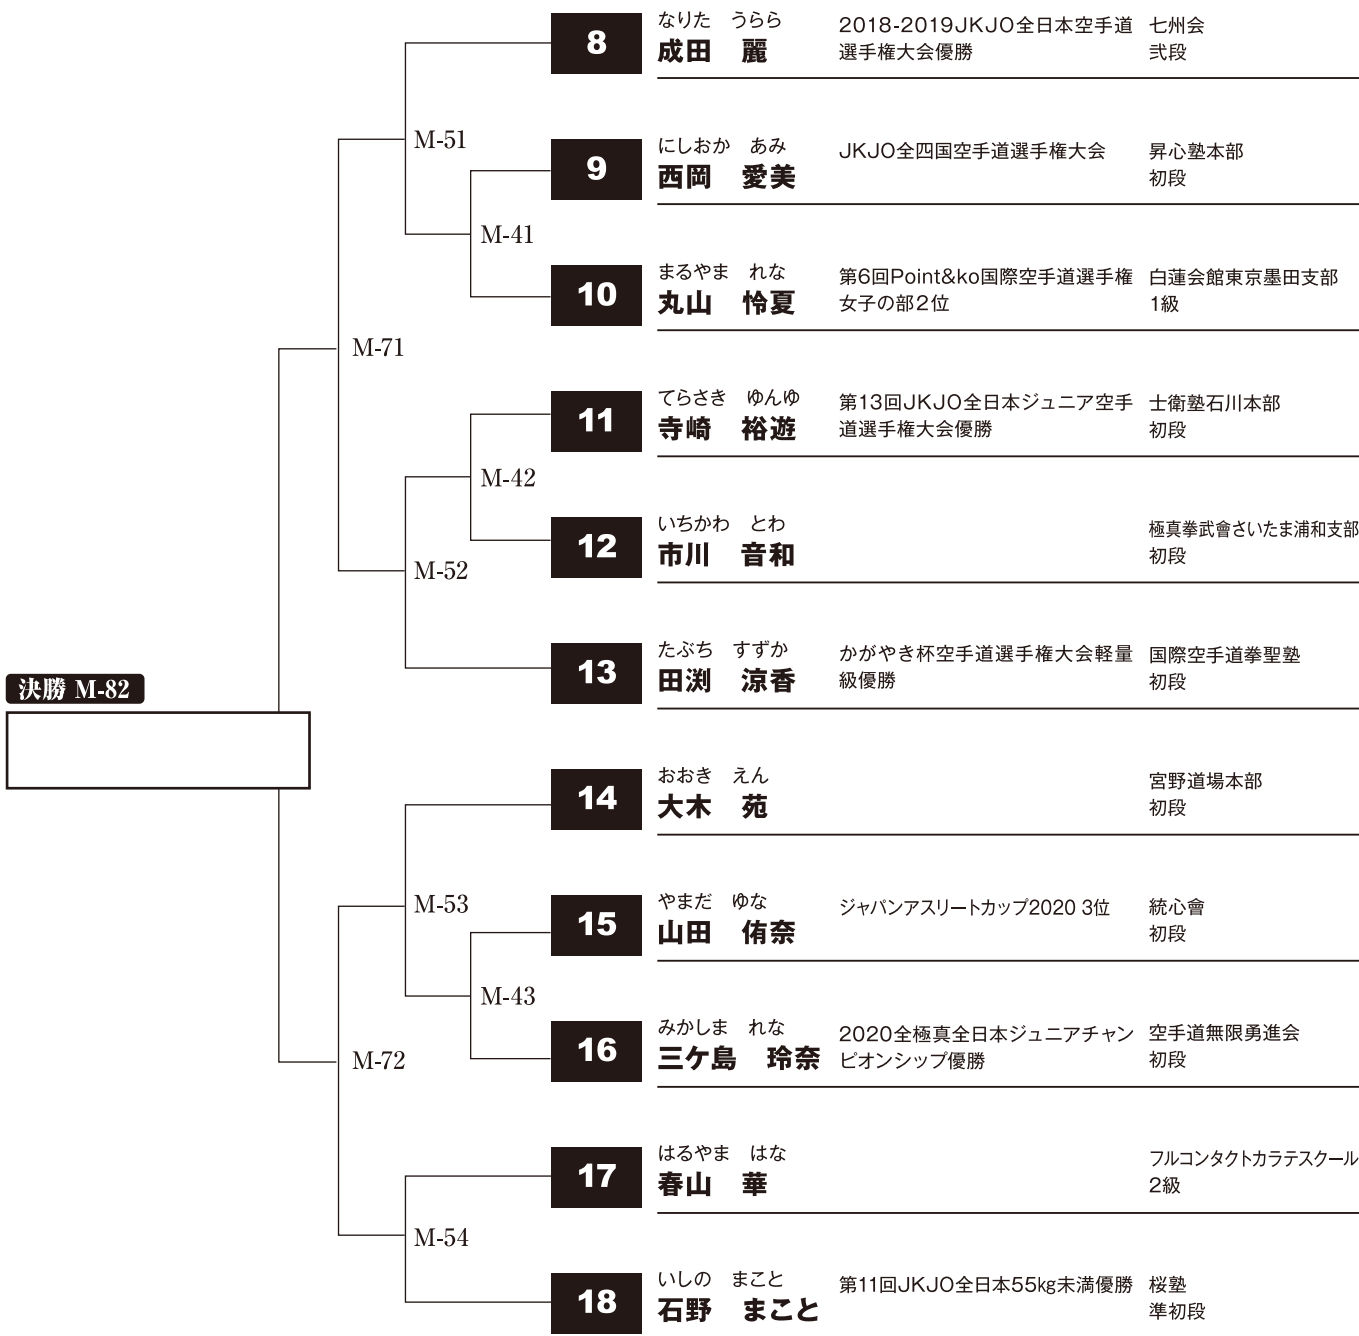 8
なりた うらら
成田 麗
2018-2019JKJO全日本空手道
選手権大会優勝
七州会
弐段
M-51
9
にしおか あみ
西岡 愛美
JKJO全四国空手道選手権大会
昇心塾本部
初段
M-41
10
まるやま れな
丸山 怜夏
第6回Point&ko国際空手道選手権
女子の部2位
白蓮会館東京墨田支部
1級
M-71
11
てらさき ゆんゆ
寺崎 裕遊
第13回JKJO全日本ジュニア空手
道選手権大会優勝
士衛塾石川本部
初段
M-42
12
いちかわ とわ
市川 音和
極真拳武會さいたま浦和支部
初段
M-52
13
たぶち すずか
田渕 涼香
かがやき杯空手道選手権大会軽量
級優勝
国際空手道拳聖塾
初段
決勝 M-82
14
おおき えん
大木 苑
宮野道場本部
初段
M-53
15
やまだ ゆな
山田 侑奈
ジャパンアスリートカップ2020 3位
統心會
初段
M-43
16
みかしま れな
三ケ島 玲奈
2020全極真全日本ジュニアチャン
ピオンシップ優勝
空手道無限勇進会
初段
M-72
17
はるやま はな
春山 華
フルコンタクトカラテスクール
2級
M-54
18
いしの まこと
石野 まこと
第11回JKJO全日本55㎏未満優勝
桜塾
準初段